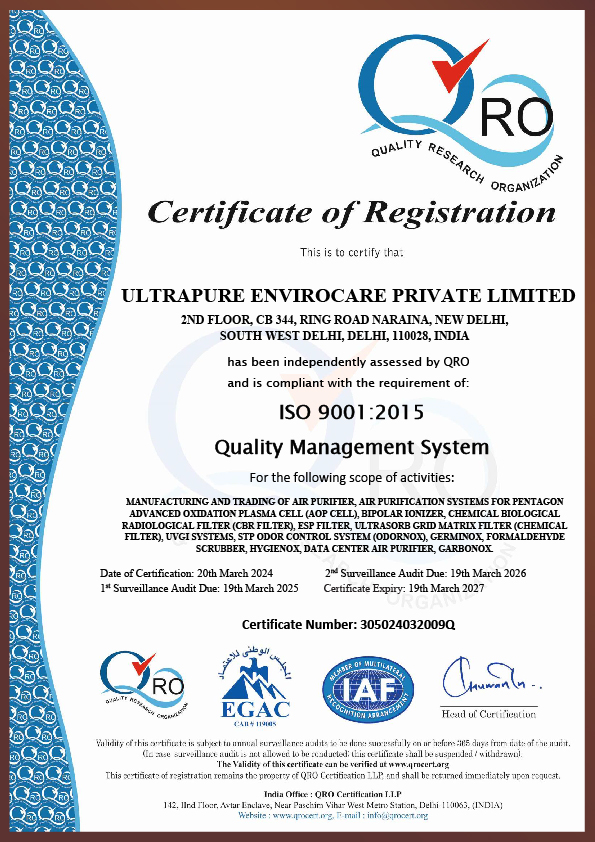 QRO
QUALITY RESEARCH ORGANIZATION
Certificate of Registration
This is to certify that
ULTRAPURE ENVIROCARE PRIVATE LIMITED
2ND FLOOR, CB 344, RING ROAD NARAINA, NEW DELHI,
SOUTH WEST DELHI, DELHI, 110028, INDIA
has been independently assessed by QRO
and is compliant with the requirement of:
ISO 9001:2015
Quality Management System
For the following scope of activities:
MANUFACTURING AND TRADING OF AIR PURIFIER, AIR PURIFICATION SYSTEMS FOR PENTAGON
ADVANCED OXIDATION PLASMA CELL (AOP CELL), BIPOLAR IONIZER, CHEMICAL BIOLOGICAL
RADIOLOGICAL FILTER (CBR FILTER), ESP FILTER, ULTRASORB GRID MATRIX FILTER (CHEMICAL
FILTER), UVGI SYSTEMS, STP ODOR CONTROL SYSTEM (ODORNOX), GERMINOX, FORMALDEHYDE
SCRUBBER, HYGIENOX, DATA CENTER AIR PURIFIER, GARBONOX.
Date of Certification: 20th March 2024 2nd Surveillance Audit Due: 19th March 2026
1st Surveillance Audit Due: 19th March 2025 Certificate Expiry: 19th March 2027
Certificate Number: 305024032009Q
QRO
QUALITY RESEARCH ORGANIZATION
المجلس الوطني للاعتماد
EGAC
CAB # 119005
MEMBER OF MULTILATERAL
IAF
RECOGNITION ARRANGEMENT
Head of Certification
Validity of this certificate is subject to annual surveillance audits to be done successfully on or before 365 days from date of the audit.
(In case surveillance audit is not allowed to be conducted; this certificate shall be suspended / withdrawn).
The Validity of this certificate can be verified at www.qrocert.org
This certificate of registration remains the property of QRO Certification LLP, and shall be returned immediately upon request.
India Office : QRO Certification LLP
142, IInd Floor, Avtar Enclave, Near Paschim Vihar West Metro Station, Delhi-110063, (INDIA)
Website : www.qrocert.org, E-mail : info@qrocert.org